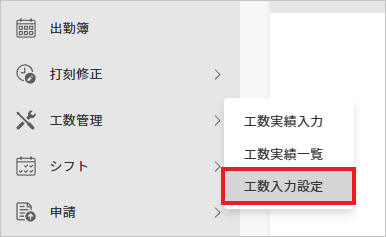 出勤簿
打刻修正
工数管理
工数実績入力
工数実績一覧
工数入力設定
シフト
申請